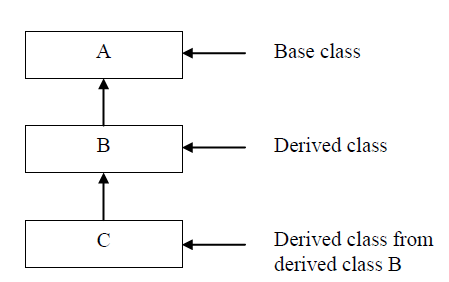 A
Base class
B
Derived class
C
Derived class from
derived class B